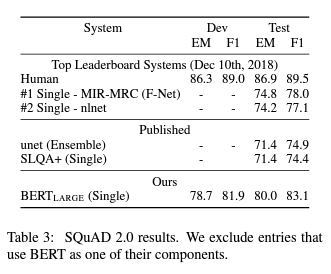 System Dev Test
EM F1 EM F1
Top Leaderboard Systems (Dec 10th, 2018)
Human 86.3 89.0 86.9 89.5
#1 Single - MIR-MRC (F-Net) - - 74.8 78.0
#2 Single - nlnet - - 74.2 77.1
Published
unet (Ensemble) - - 71.4 74.9
SLQA+ (Single) - 71.4 74.4
Ours
BERTLARGE (Single) 78.7 81.9 80.0 83.1
Table 3: SQuAD 2.0 results. We exclude entries that
use BERT as one of their components.